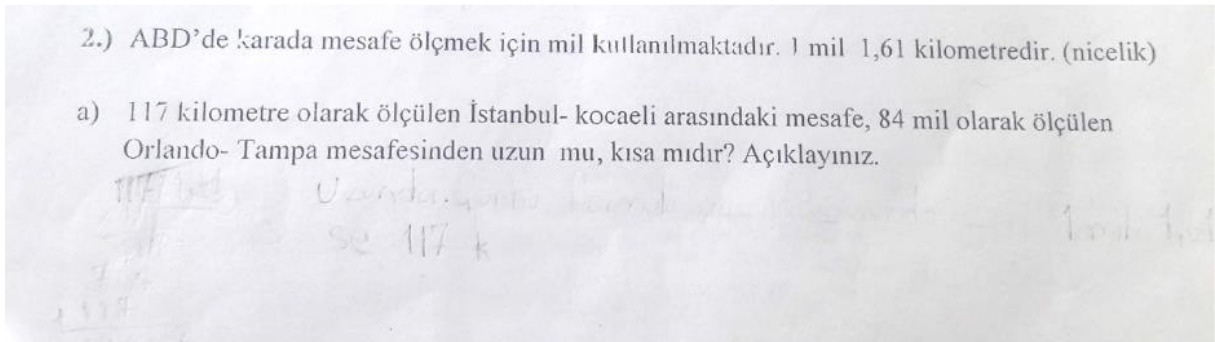 2.) ABD'de karada mesafe ölçmek için mil kullanılmaktadır. 1 mil 1,61 kilometredir. (nicelik)
a) 117 kilometre olarak ölçülen İstanbul- kocaeli arasındaki mesafe, 84 mil olarak ölçülen
Orlando- Tampa mesafesinden uzun mu, kısa mıdır? Açıklayınız.
se 117 k